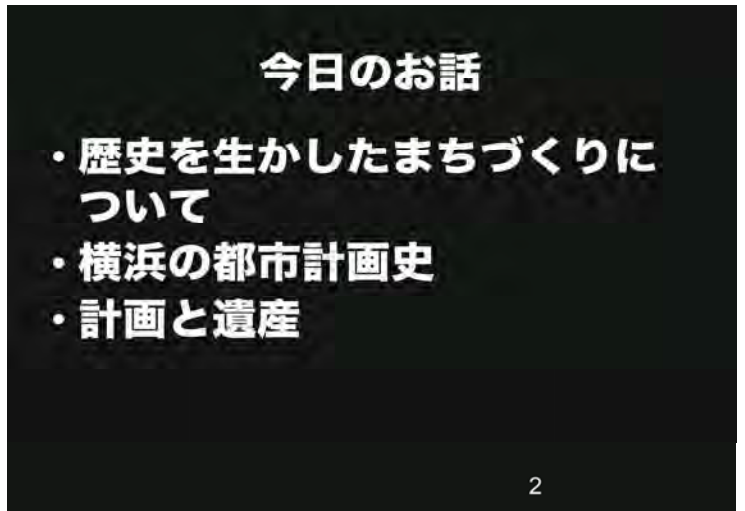 今日のお話
・歴史を生かしたまちづくりに
ついて
・横浜の都市計画史
・計画と遺産
2